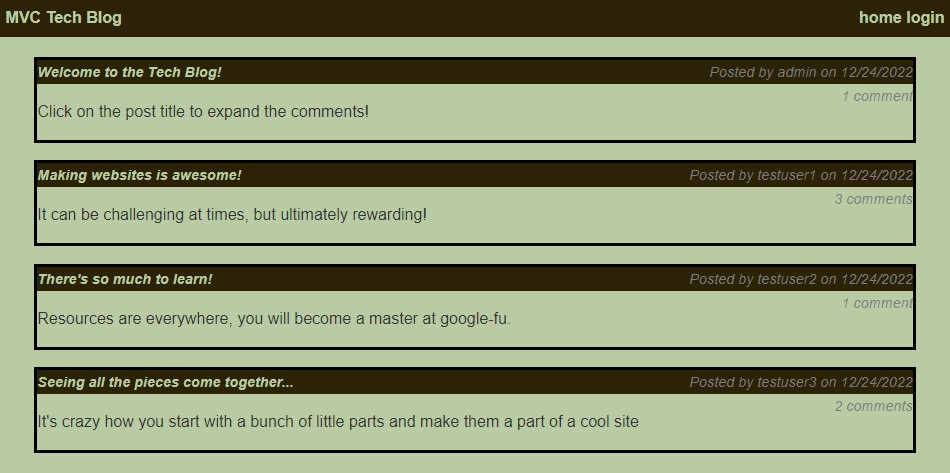 MVC Tech Blog home login
Welcome to the Tech Blog! Posted by admin on 12/24/2022
1 comment
Click on the post title to expand the comments!
Making websites is awesome! Posted by testuser1 on 12/24/2022
3 comments
It can be challenging at times, but ultimately rewarding!
There's so much to learn! Posted by testuser2 on 12/24/2022
1 comment
Resources are everywhere, you will become a master at google-fu.
Seeing all the pieces come together... Posted by testuser3 on 12/24/2022
2 comments
It's crazy how you start with a bunch of little parts and make them a part of a cool site